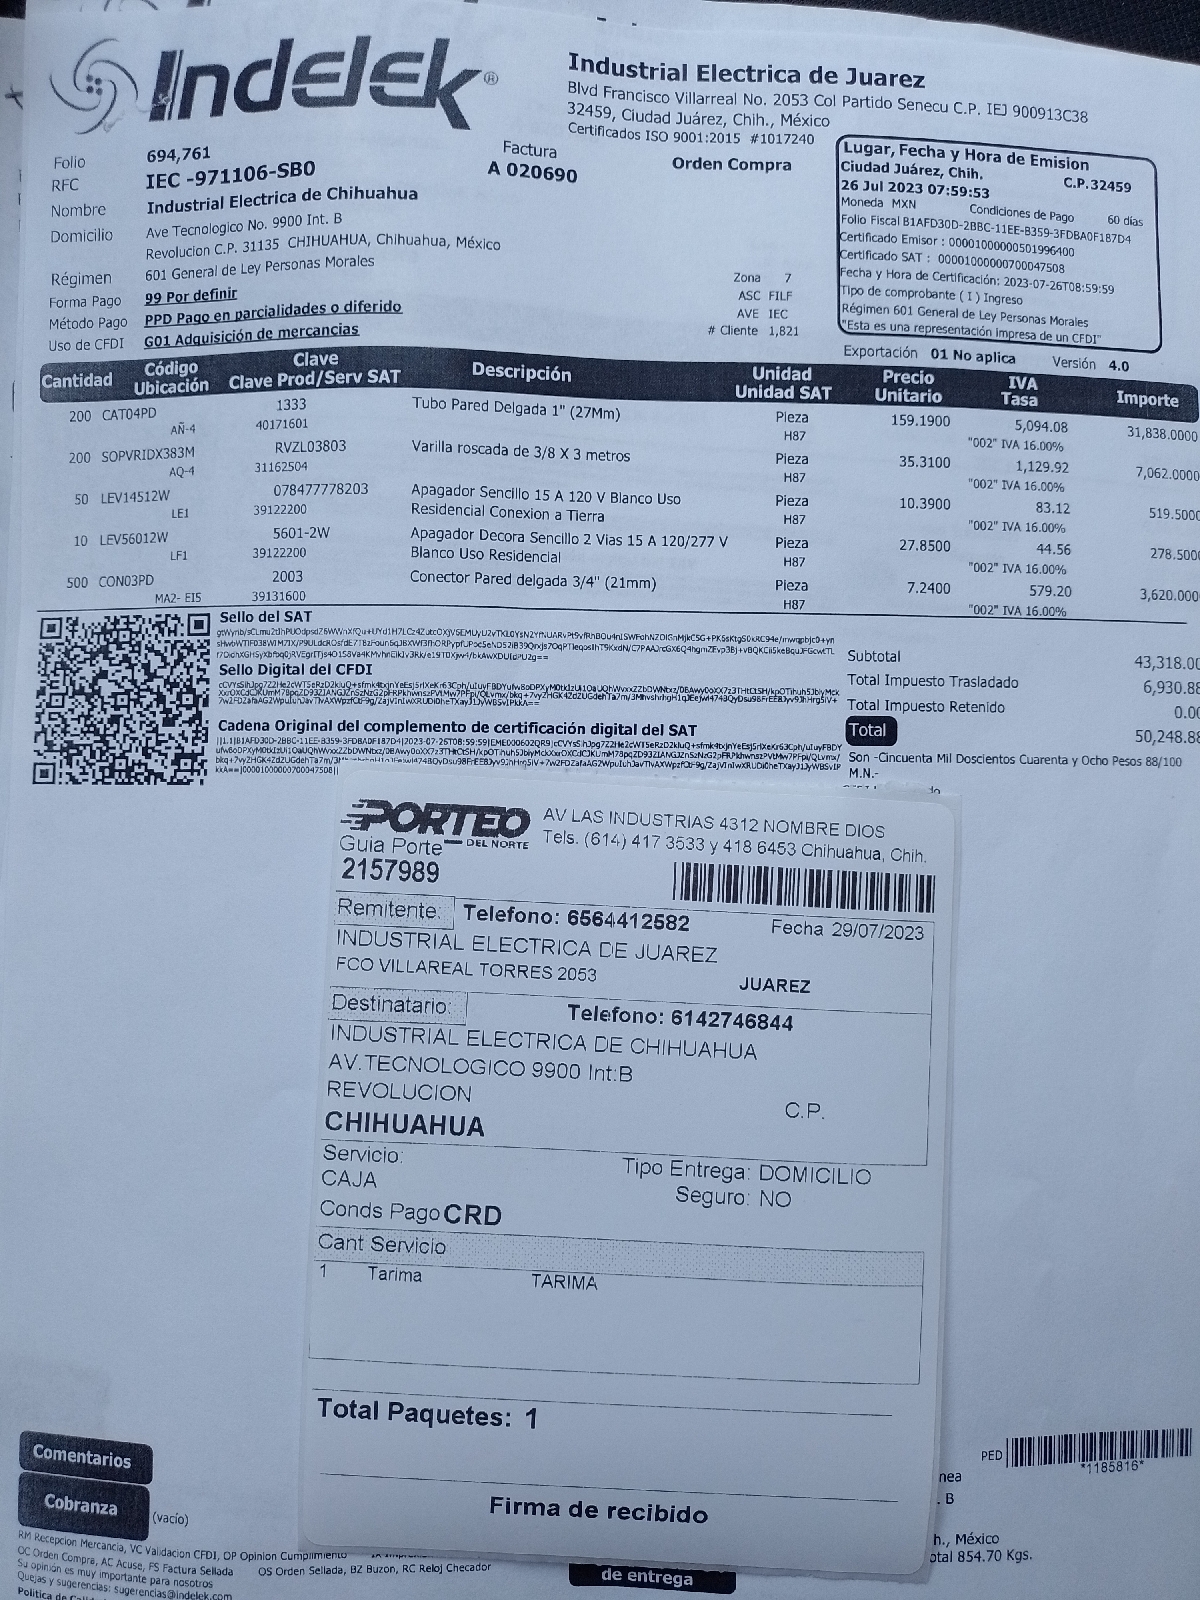 Indelek®
Industrial Electrica de Juarez
Blvd Francisco Villarreal No. 2053 Col Partido Senecu C.P. IEJ 900913C38
32459, Ciudad Juárez, Chih., México
Certificados ISO 9001:2015 #1017240
Folio 694,761
Factura
A 020690
Orden Compra
RFC IEC -971106-SB0
Nombre Industrial Electrica de Chihuahua
Domicilio Ave Tecnologico No. 9900 Int. B
Revolucion C.P. 31135 CHIHUAHUA, Chihuahua, México
Régimen 601 General de Ley Personas Morales
Forma Pago 99 Por definir
Método Pago PPD Pago en parcialidades o diferido
Uso de CFDI G01 Adquisición de mercancias
Zona 7
ASC FILF
AVE IEC
# Cliente 1,821
Lugar, Fecha y Hora de Emision
Ciudad Juárez, Chih. C.P.32459
26 Jul 2023 07:59:53
Moneda MXN Condiciones de Pago 60 días
Folio Fiscal B1AFD30D-2BBC-11EE-B359-3FDBA0F187D4
Certificado Emisor : 00001000000501996400
Certificado SAT : 00001000000700047508
Fecha y Hora de Certificación: 2023-07-26T08:59:59
Tipo de comprobante ( I ) Ingreso
Régimen 601 General de Ley Personas Morales
"Esta es una representación impresa de un CFDI"
Exportación 01 No aplica Versión 4.0
Cantidad Código Ubicación Clave Clave Prod/Serv SAT Descripción Unidad Unidad SAT Precio Unitario IVA Tasa Importe
200 CAT04PD 1333 Tubo Pared Delgada 1" (27Mm) Pieza 159.1900 5,094.08 31,838.0000
AÑ-4 40171601 H87 "002" IVA 16.00%
200 SOPVRIDX383M RVZL03803 Varilla roscada de 3/8 X 3 metros Pieza 35.3100 1,129.92 7,062.0000
AQ-4 31162504 H87 "002" IVA 16.00%
50 LEV14512W 078477778203 Apagador Sencillo 15 A 120 V Blanco Uso Pieza 10.3900 83.12 519.5000
LE1 39122200 Residencial Conexion a Tierra H87 "002" IVA 16.00%
10 LEV56012W 5601-2W Apagador Decora Sencillo 2 Vias 15 A 120/277 V Pieza 27.8500 44.56 278.500
LF1 39122200 Blanco Uso Residencial H87 "002" IVA 16.00%
500 CON03PD 2003 Conector Pared delgada 3/4" (21mm) Pieza 7.2400 579.20 3,620.000
MA2- EI5 39131600 H87 "002" IVA 16.00%
Sello del SAT
Sello Digital del CFDI
Cadena Original del complemento de certificación digital del SAT
Subtotal 43,318.00
Total Impuesto Trasladado 6,930.88
Total Impuesto Retenido 0.00
Total 50,248.88
Son -Cincuenta Mil Doscientos Cuarenta y Ocho Pesos 88/100
M.N.-
PORTEO
DEL NORTE
AV LAS INDUSTRIAS 4312 NOMBRE DIOS
Tels. (614) 417 3533 y 418 6453 Chihuahua, Chih.
Guia Porte
2157989
Remitente: Telefono: 6564412582 Fecha 29/07/2023
INDUSTRIAL ELECTRICA DE JUAREZ
FCO VILLAREAL TORRES 2053
JUAREZ
Destinatario: Telefono: 6142746844
INDUSTRIAL ELECTRICA DE CHIHUAHUA
AV.TECNOLOGICO 9900 Int:B
REVOLUCION
C.P.
CHIHUAHUA
Servicio: Tipo Entrega: DOMICILIO
CAJA Seguro: NO
Conds Pago CRD
Cant Servicio
1 Tarima TARIMA
Total Paquetes: 1
Firma de recibido
Comentarios
Cobranza (vacío)
PED *1185816*
nea
. B
h., México
otal 854.70 Kgs.
de entrega
RM Recepcion Mercancia, VC Validacion CFDI, OP Opinion Cumplimiento
OC Orden Compra, AC Acuse, FS Factura Sellada OS Orden Sellada, BZ Buzon, RC Reloj Checador
Su opinión es muy importante para nosotros
Quejas y sugerencias: sugerencias@indelek.com